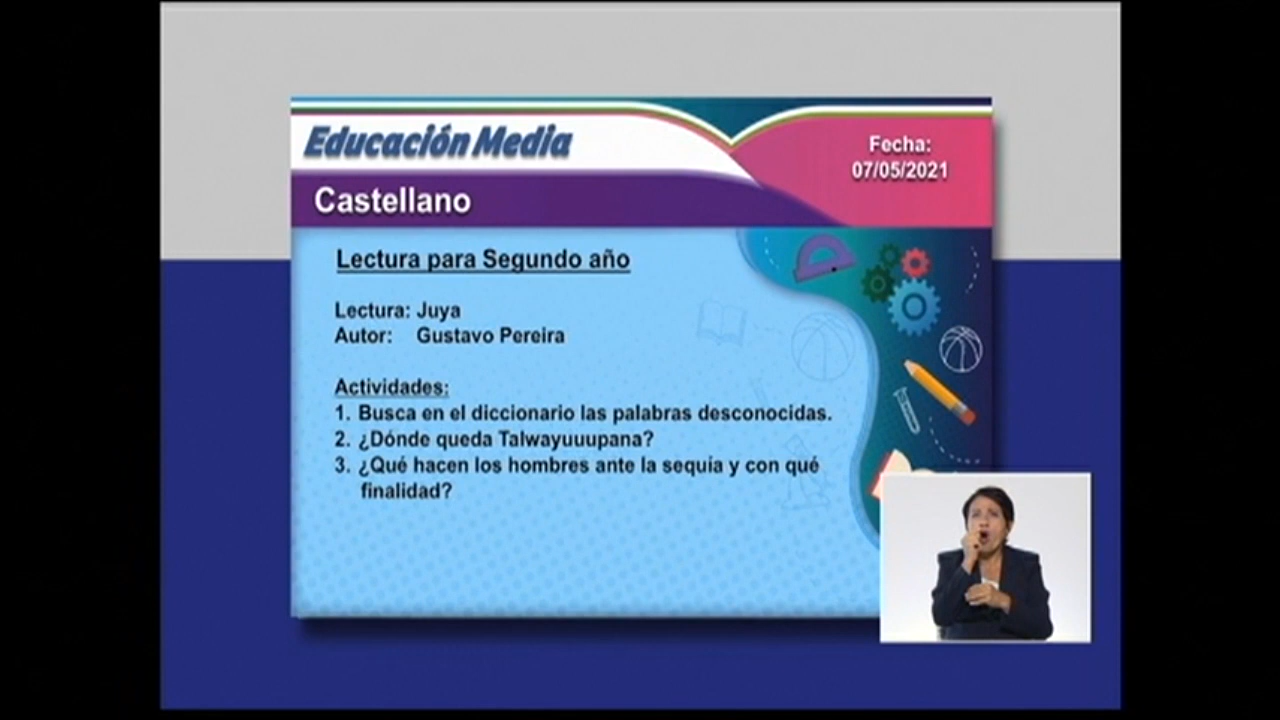 Educación Media
Fecha:
07/05/2021
Castellano
Lectura para Segundo año
Lectura: Juya
Autor: Gustavo Pereira
Actividades:
1. Busca en el diccionario las palabras desconocidas.
2. ¿Dónde queda Talwayuuupana?
3. ¿Qué hacen los hombres ante la sequía y con qué
finalidad?